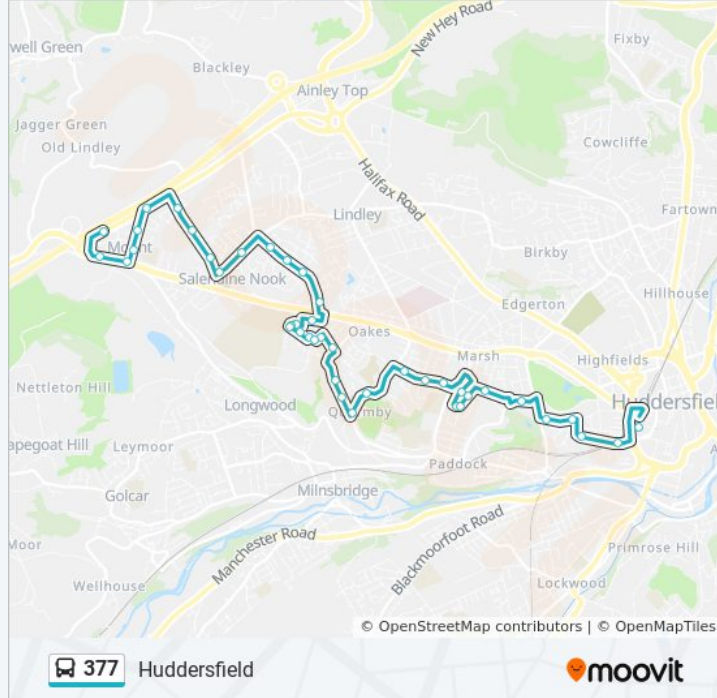 New Hey Road
Fixby
well Green
Blackley
Ainley Top
Jagger Green
Cowcliffe
Old Lindley
Halifax Road
Lindley
Fartown
Mount
Birkby
Salendine Nook
Hillhouse
Edgerton
Oakes
Marsh
Highfields
Nettleton Hill
Longwood
Quarmby
Huddersfiel
apegoat Hill
Leymoor
Paddock
Milnsbridge
Golcar
Moor
Manchester Road
Blackmoorfoot Road
Primrose Hill
Wellhouse
Lockwood
© OpenStreetMap contributors | © OpenMapTiles
377 Huddersfield
moovit